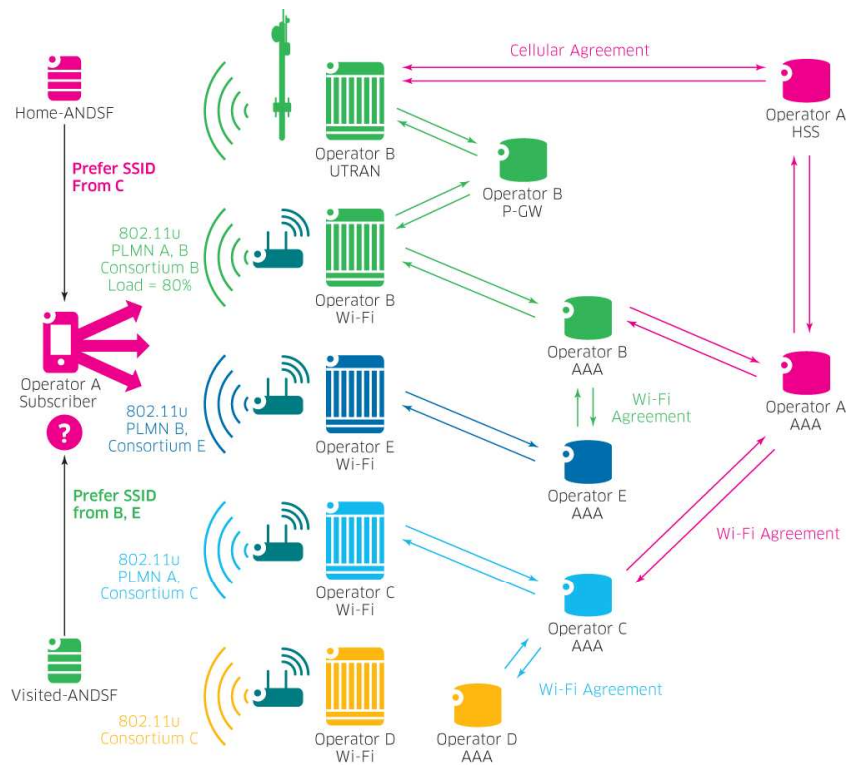 Cellular Agreement
Home-ANDSF
Operator A
HSS
Operator B
UTRAN
Prefer SSID
From C
Operator B
P-GW
802.11u
PLMN A, B
Consortium B
Load = 80%
Operator B
Wi-Fi
Operator B
AAA
Operator A
Subscriber
?
802.11u
PLMN B,
Consortium E
Wi-Fi
Agreement
Operator A
AAA
Operator E
Wi-Fi
Prefer SSID
from B, E
Operator E
AAA
Wi-Fi Agreement
802.11u
PLMN A,
Consortium C
Operator C
Wi-Fi
Operator C
AAA
Visited-ANDSF
Wi-Fi Agreement
802.11u
Consortium C
Operator D
Wi-Fi
Operator D
AAA